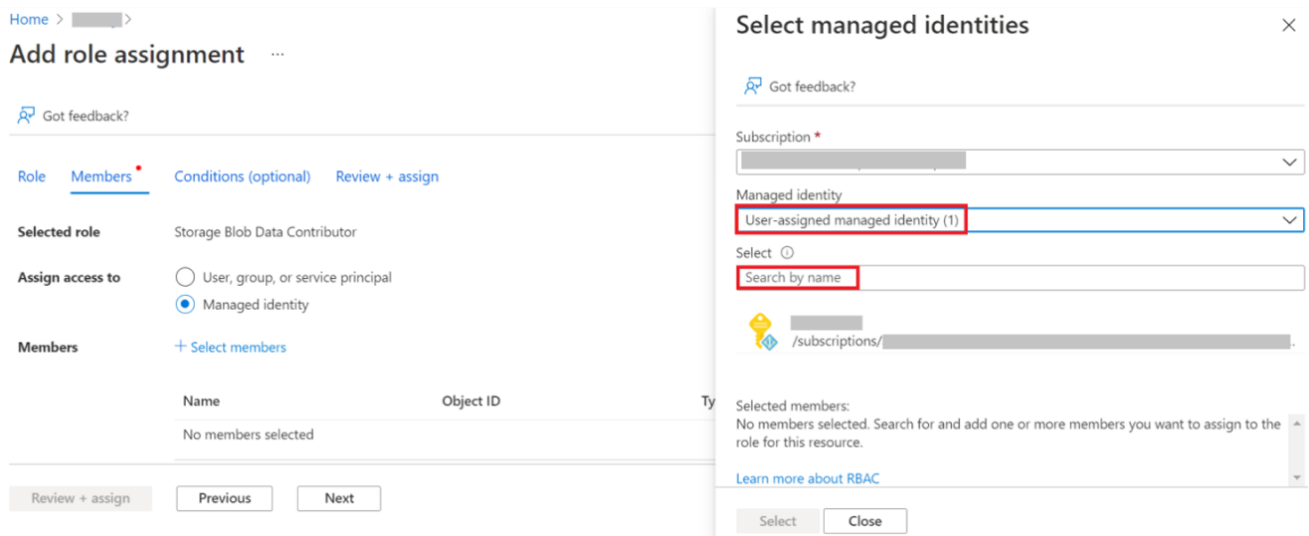 Home > >
Add role assignment ...
Got feedback?
Role Members Conditions (optional) Review + assign
Selected role Storage Blob Data Contributor
Assign access to User, group, or service principal
Managed identity
Members + Select members
Name Object ID Ty
No members selected
Review + assign Previous Next
Select managed identities
Got feedback?
Subscription *
Managed identity
User-assigned managed identity (1)
Select
Search by name
/subscriptions/ .
Selected members:
No members selected. Search for and add one or more members you want to assign to the
role for this resource.
Learn more about RBAC
Select Close